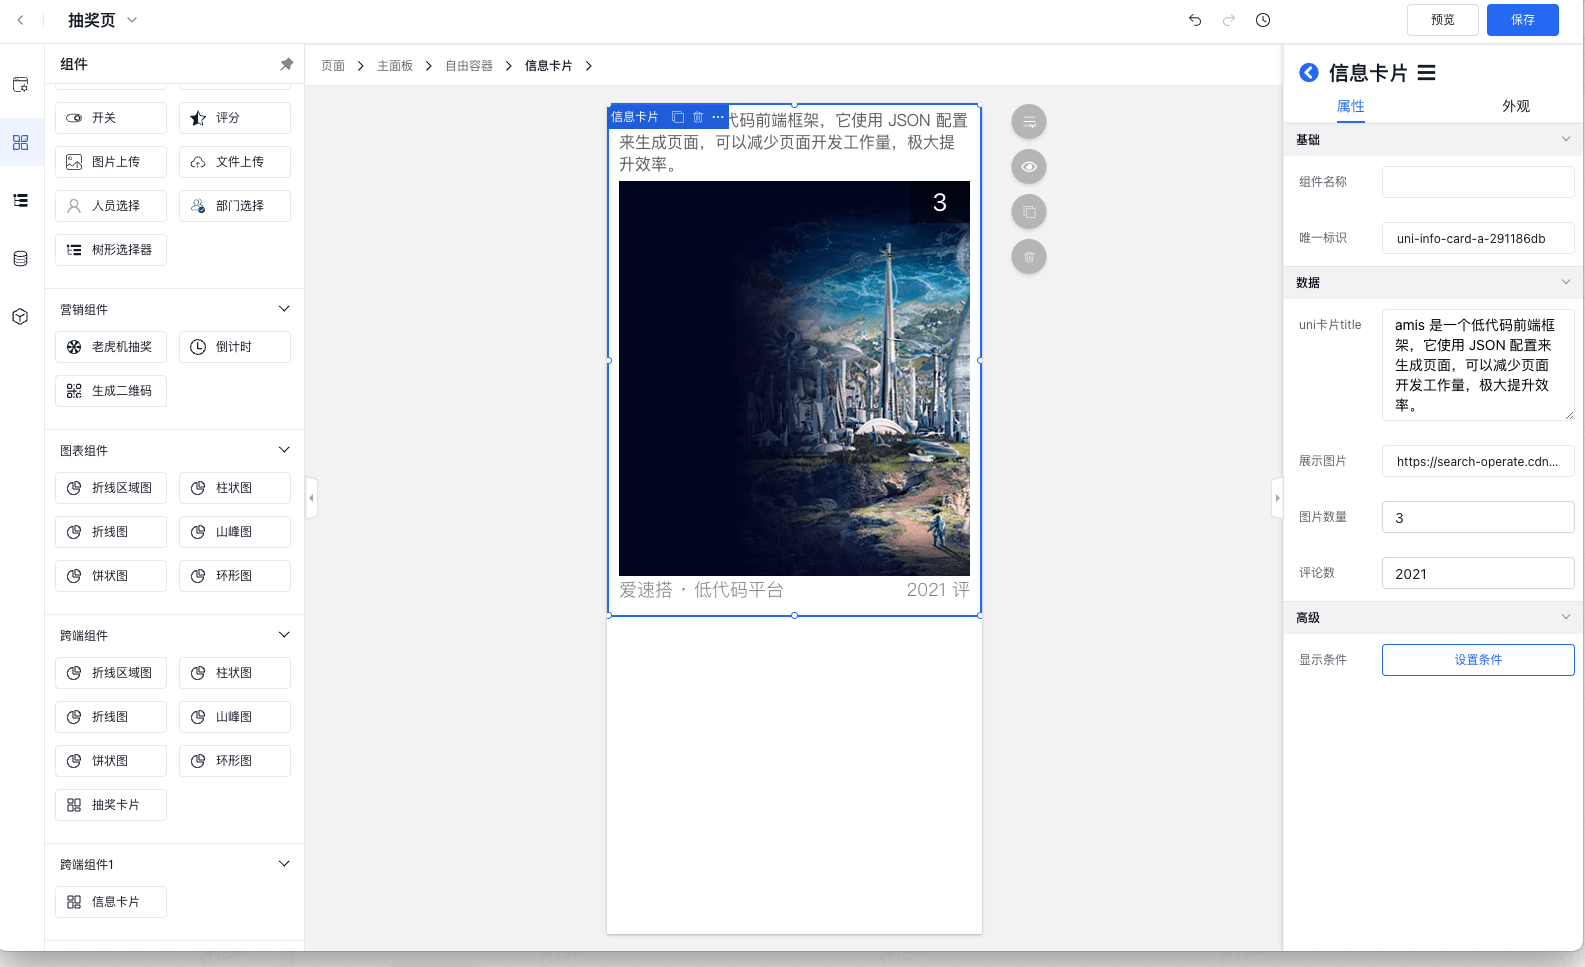 抽奖页
预览
保存
组件
开关
评分
图片上传
文件上传
人员选择
部门选择
树形选择器
营销组件
老虎机抽奖
倒计时
生成二维码
图表组件
折线区域图
柱状图
折线图
山峰图
饼状图
环形图
跨端组件
折线区域图
柱状图
折线图
山峰图
饼状图
环形图
抽奖卡片
跨端组件1
信息卡片
页面
主面板
自由容器
信息卡片
信息卡片
代码前端框架，它使用 JSON 配置
来生成页面，可以减少页面开发工作量，极大提
升效率。
3
爱速搭 · 低代码平台
2021 评
信息卡片
属性
外观
基础
组件名称
唯一标识
uni-info-card-a-291186db
数据
uni卡片title
amis 是一个低代码前端框
架，它使用 JSON 配置来
生成页面，可以减少页面
开发工作量，极大提升效
率。
展示图片
https://search-operate.cdn...
图片数量
3
评论数
2021
高级
显示条件
设置条件